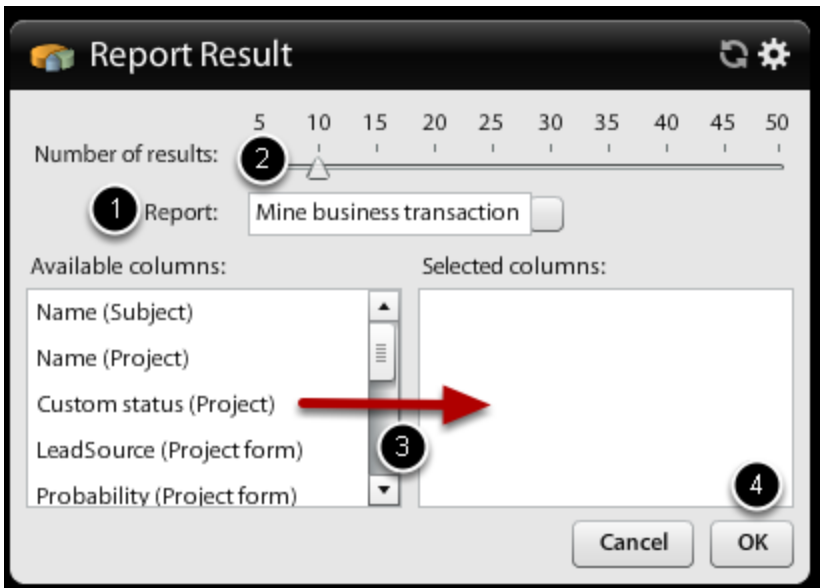 Report Result
5 10 15 20 25 30 35 40 45 50
Number of results:
2
1
Report:
Mine business transaction
Available columns:
Selected columns:
Name (Subject)
Name (Project)
Custom status (Project)
LeadSource (Project form)
3
Probability (Project form)
4
Cancel
OK